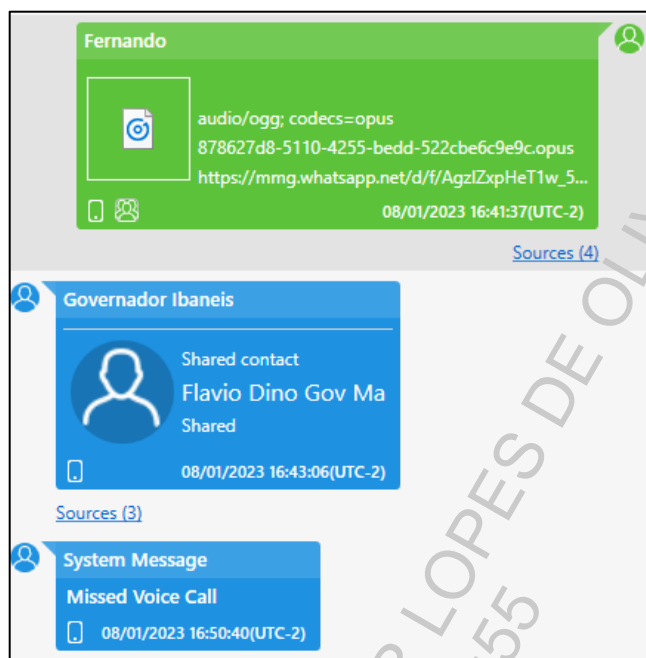 Fernando
audio/ogg; codecs=opus
878627d8-5110-4255-bedd-522cbe6c9e9c.opus
https://mmg.whatsapp.net/d/f/AgzlZxpHeT1w_5...
08/01/2023 16:41:37(UTC-2)
Sources (4)
Governador Ibaneis
Shared contact
Flavio Dino Gov Ma
Shared
08/01/2023 16:43:06(UTC-2)
Sources (3)
System Message
Missed Voice Call
08/01/2023 16:50:40(UTC-2)
LOPES DE